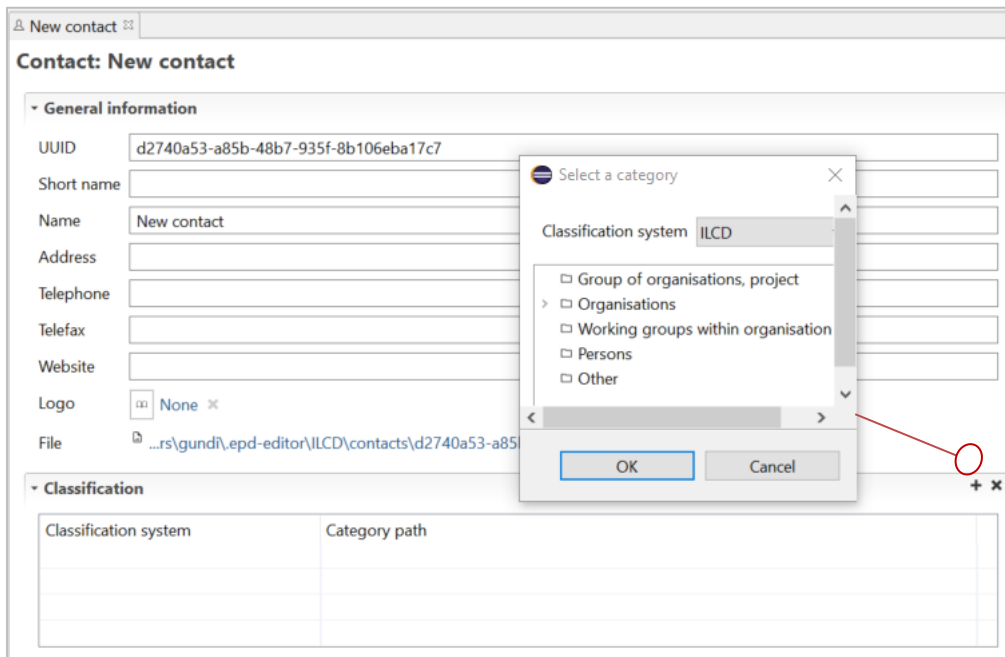 New contact
Contact: New contact
General information
UUID d2740a53-a85b-48b7-935f-8b106eba17c7
Short name
Name New contact
Address
Telephone
Telefax
Website
Logo None
File ...rs\gundi\.epd-editor\ILCD\contacts\d2740a53-a85
Select a category
Classification system ILCD
Group of organisations, project
Organisations
Working groups within organisation
Persons
Other
OK Cancel
Classification
Classification system Category path